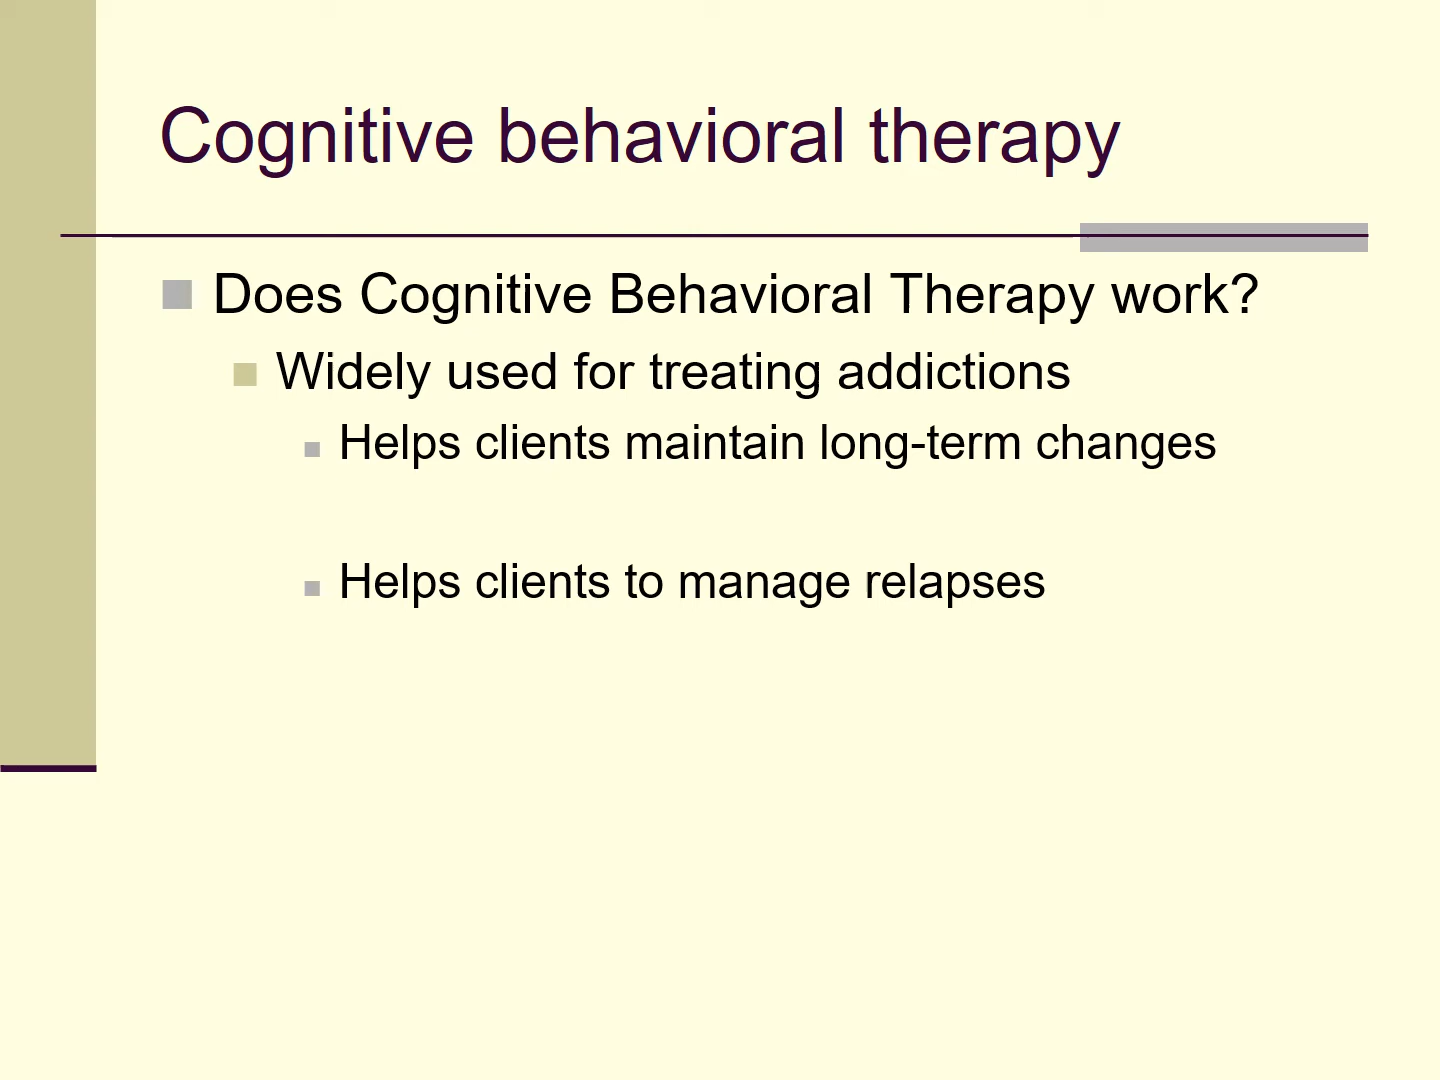 Cognitive behavioral therapy
Does Cognitive Behavioral Therapy work?
Widely used for treating addictions
Helps clients maintain long-term changes
Helps clients to manage relapses